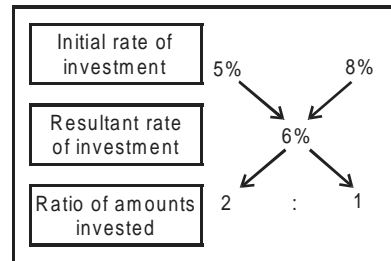 Initial rate of
investment
5%
8%
Resultant rate
of investment
6%
Ratio of amounts
invested
2 : 1